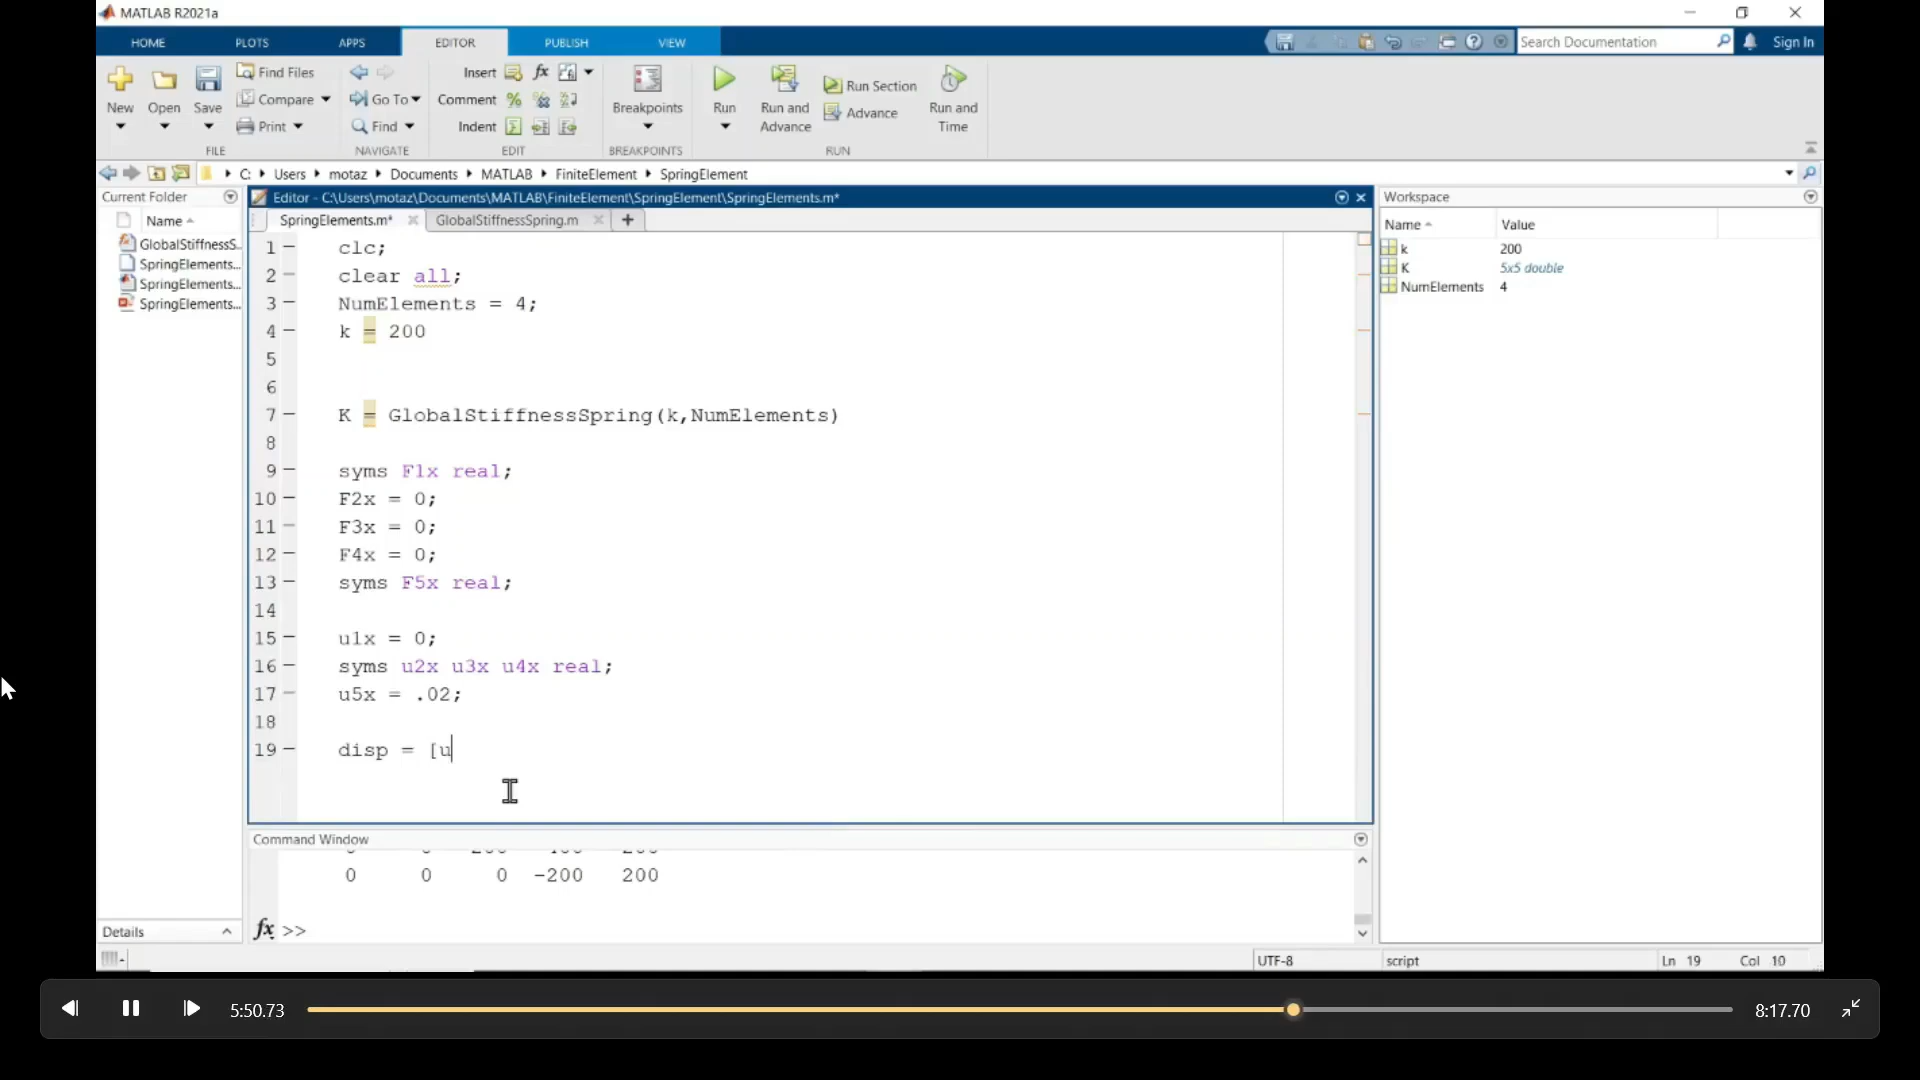 MATLAB R2021a
HOME PLOTS APPS EDITOR PUBLISH VIEW
Search Documentation
Sign In
New Open Save
Find Files
Compare
Print
FILE
Go To
Find
NAVIGATE
Insert fx
Comment
Indent
EDIT
Breakpoints
BREAKPOINTS
Run
Run and Advance
Run Section
Advance
Run and Time
RUN
C: Users motaz Documents MATLAB FiniteElement SpringElement
Current Folder
Name
GlobalStiffnessS...
SpringElements...
SpringElements...
SpringElements...
Details
Editor - C:\Users\motaz\Documents\MATLAB\FiniteElement\SpringElement\SpringElements.m*
SpringElements.m* GlobalStiffnessSpring.m +
1 clc;
2 clear all;
3 NumElements = 4;
4 k = 200
5
6
7 K = GlobalStiffnessSpring(k,NumElements)
8
9 syms F1x real;
10 F2x = 0;
11 F3x = 0;
12 F4x = 0;
13 syms F5x real;
14
15 u1x = 0;
16 syms u2x u3x u4x real;
17 u5x = .02;
18
19 disp = [u
Command Window
0 0 0 -200 200
fx >>
Workspace
Name Value
k 200
K 5x5 double
NumElements 4
UTF-8 script Ln 19 Col 10
5:50.73 8:17.70